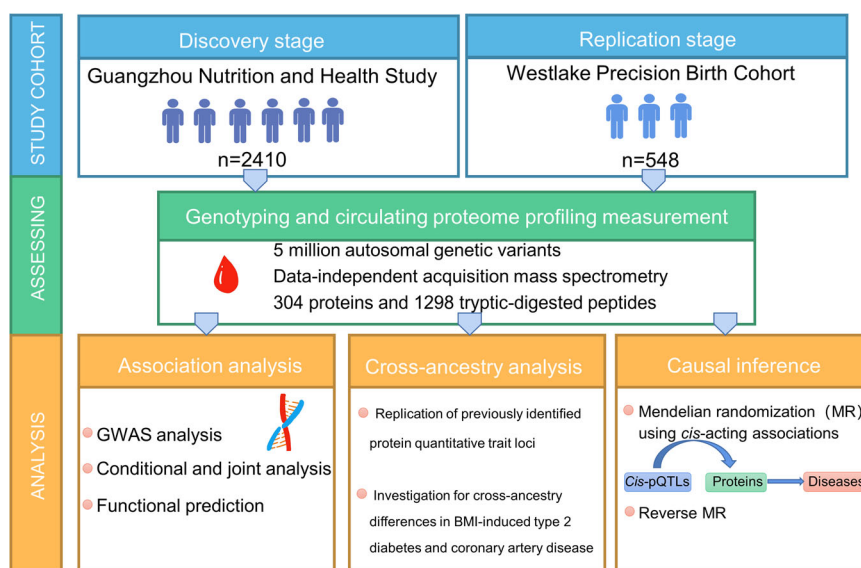 STUDY COHORT
Discovery stage
Guangzhou Nutrition and Health Study
n=2410
Replication stage
Westlake Precision Birth Cohort
n=548
ASSESSING
Genotyping and circulating proteome profiling measurement
5 million autosomal genetic variants
Data-independent acquisition mass spectrometry
304 proteins and 1298 tryptic-digested peptides
ANALYSIS
Association analysis
GWAS analysis
Conditional and joint analysis
Functional prediction
Cross-ancestry analysis
Replication of previously identified
protein quantitative trait loci
Investigation for cross-ancestry
differences in BMI-induced type 2
diabetes and coronary artery disease
Causal inference
Mendelian randomization（MR）
using cis-acting associations
Cis-pQTLs Proteins Diseases
Reverse MR